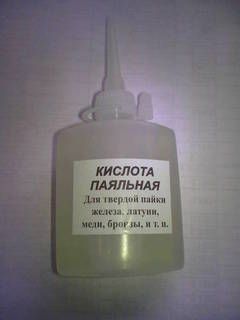 КИСЛОТА
ПАЯЛЬНАЯ
Для твердой пайки
железа, латуни,
меди, бронзы, и т. п.